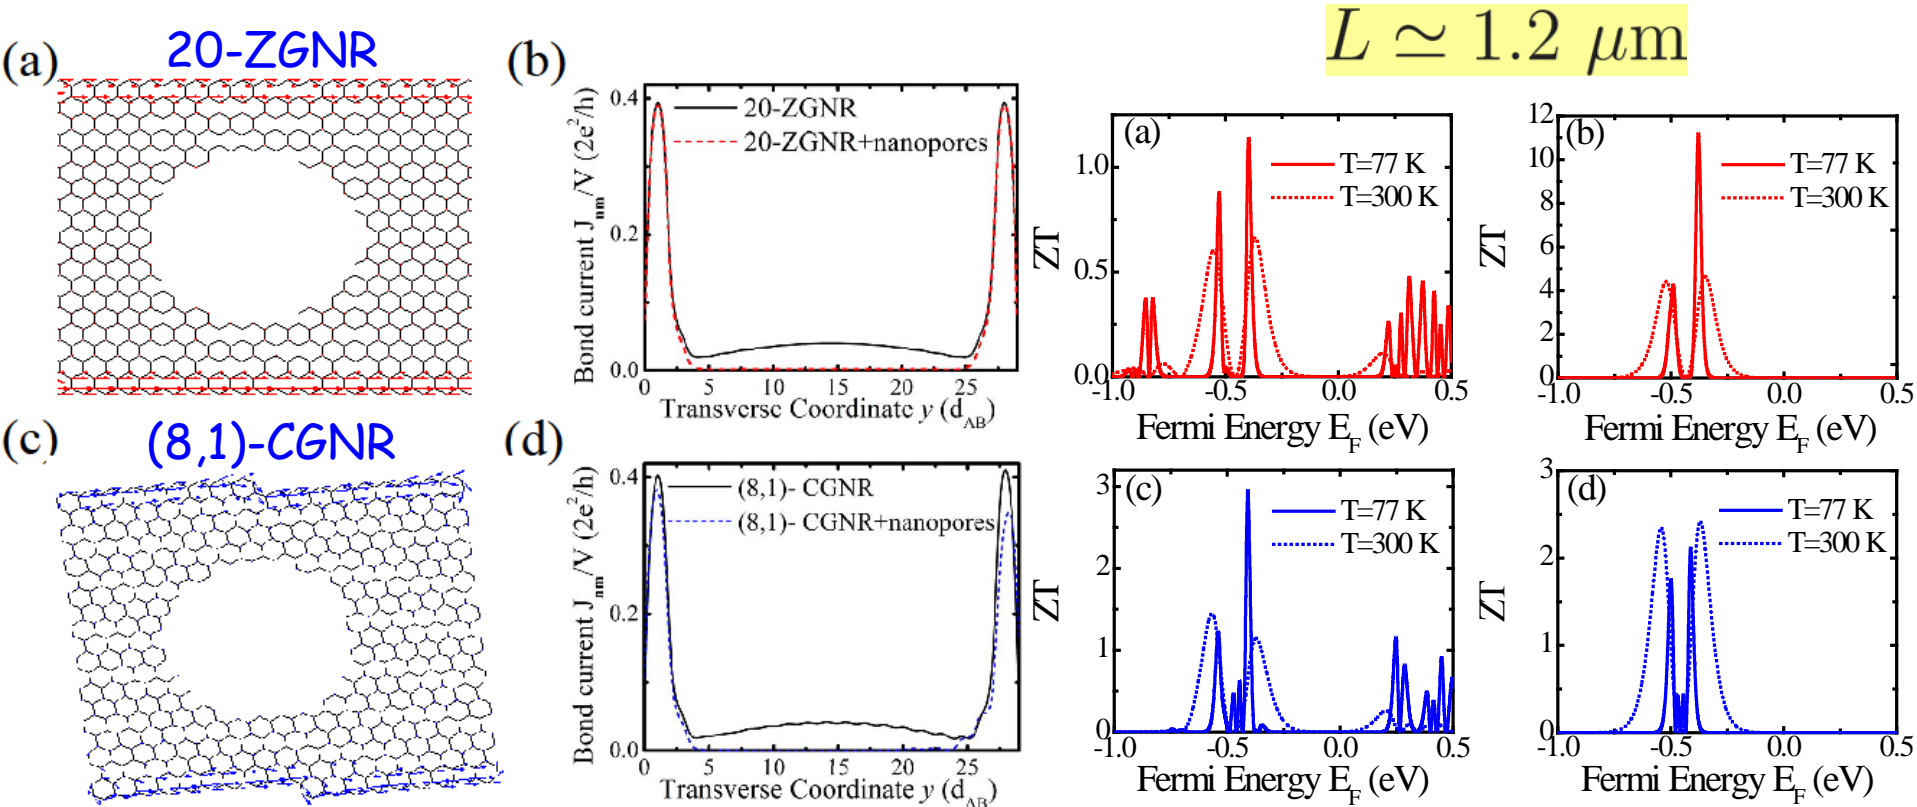 (a)
20-ZGNR
(b)
L ≃ 1.2 μm
0.4
0.2
0.0
Bond current J_nm/V (2e²/h)
20-ZGNR
20-ZGNR+nanopores
0 5 10 15 20 25
Transverse Coordinate y (d_AB)
(a)
T=77 K
T=300 K
1.0
0.5
0.0
ZT
-1.0 -0.5 0.0 0.5
Fermi Energy E_F (eV)
(b)
T=77 K
T=300 K
12
10
8
6
4
2
0
ZT
-1.0 -0.5 0.0 0.5
Fermi Energy E_F (eV)
(c)
(8,1)-CGNR
(d)
0.4
0.2
0.0
Bond current J_nm/V (2e²/h)
(8,1)- CGNR
(8,1)- CGNR+nanopores
0 5 10 15 20 25
Transverse Coordinate y (d_AB)
(c)
T=77 K
T=300 K
3
2
1
0
ZT
-1.0 -0.5 0.0 0.5
Fermi Energy E_F (eV)
(d)
T=77 K
T=300 K
3
2
1
0
ZT
-1.0 -0.5 0.0 0.5
Fermi Energy E_F (eV)